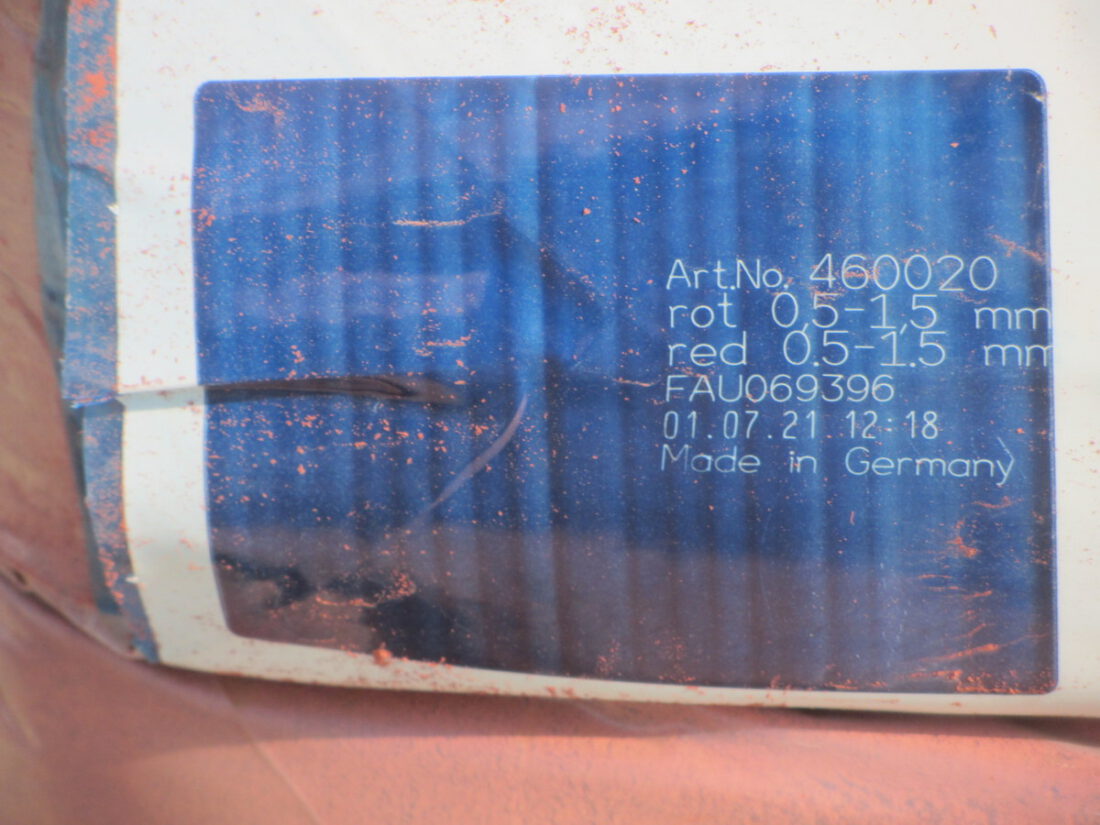 Art.No. 460020
rot 0,5-1,5 mm
red 0.5-1.5 mm
FAU069396
01.07.21 12:18
Made in Germany